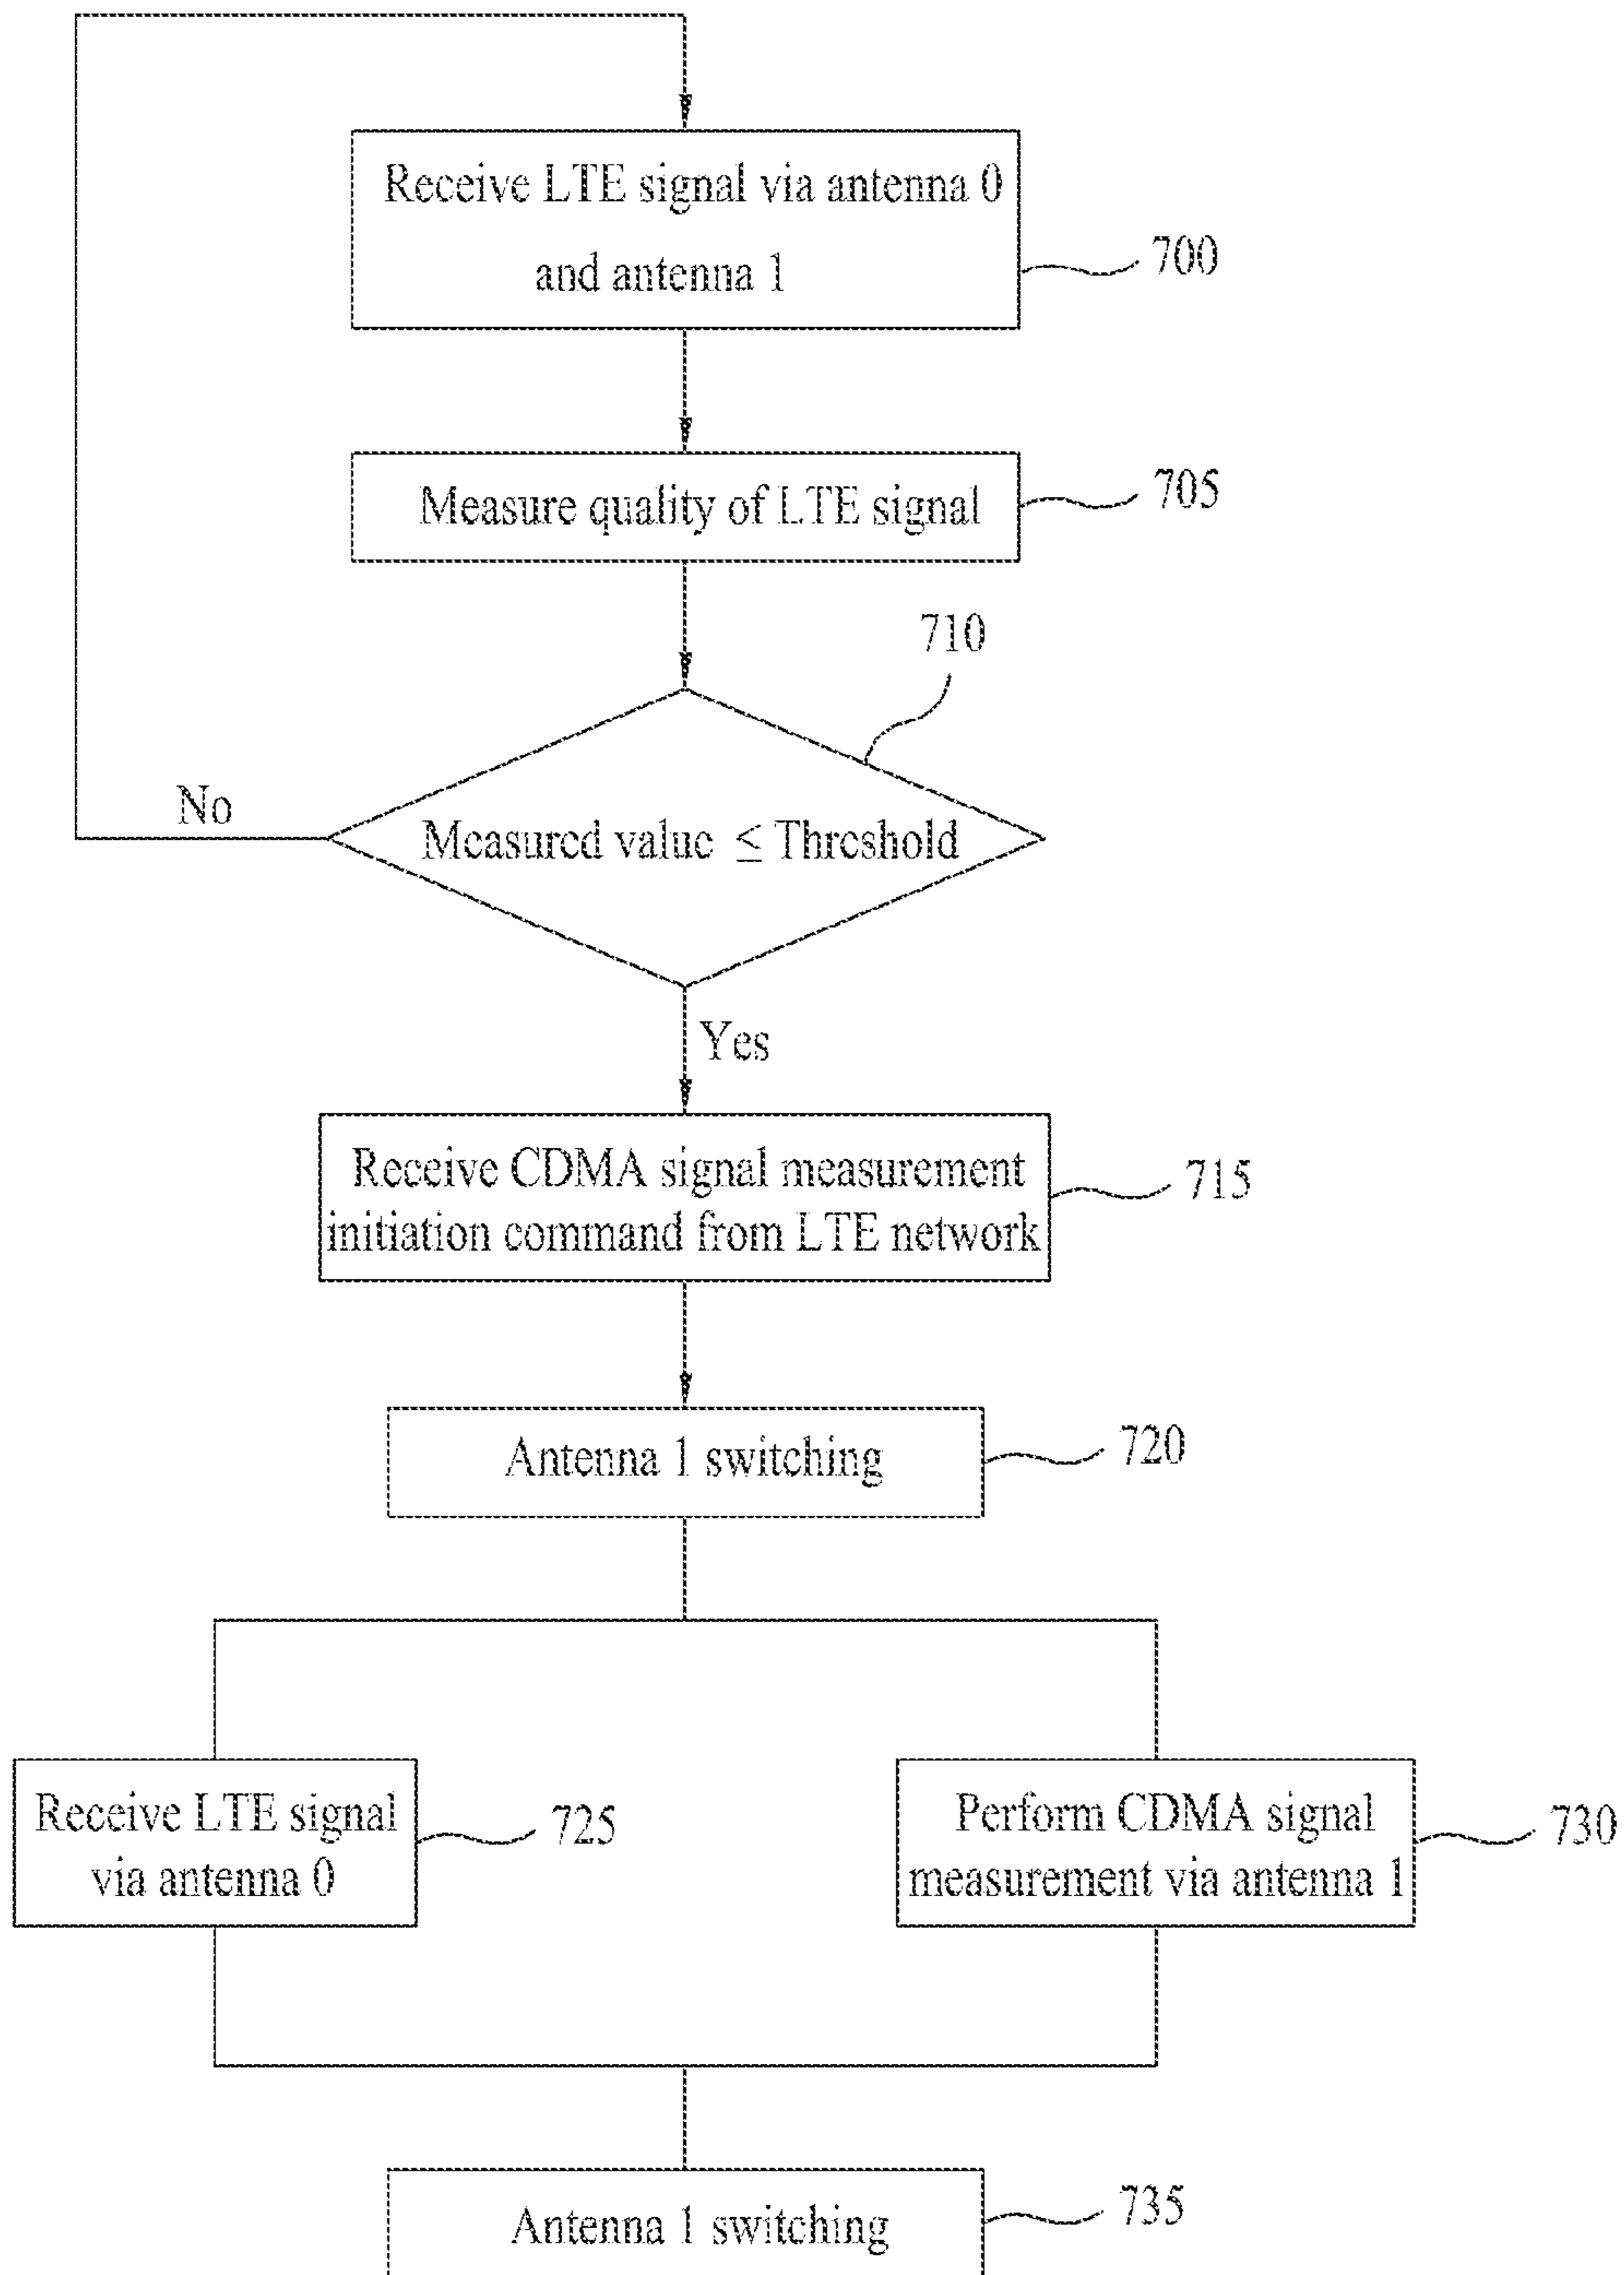 Receive LTE signal via antenna 0
and antenna 1
700
Measure quality of LTE signal
705
710
No
Measured value ≤ Threshold
Yes
Receive CDMA signal measurement
initiation command from LTE network
715
Antenna 1 switching
720
Receive LTE signal
via antenna 0
725
Perform CDMA signal
measurement via antenna 1
730
Antenna 1 switching
735